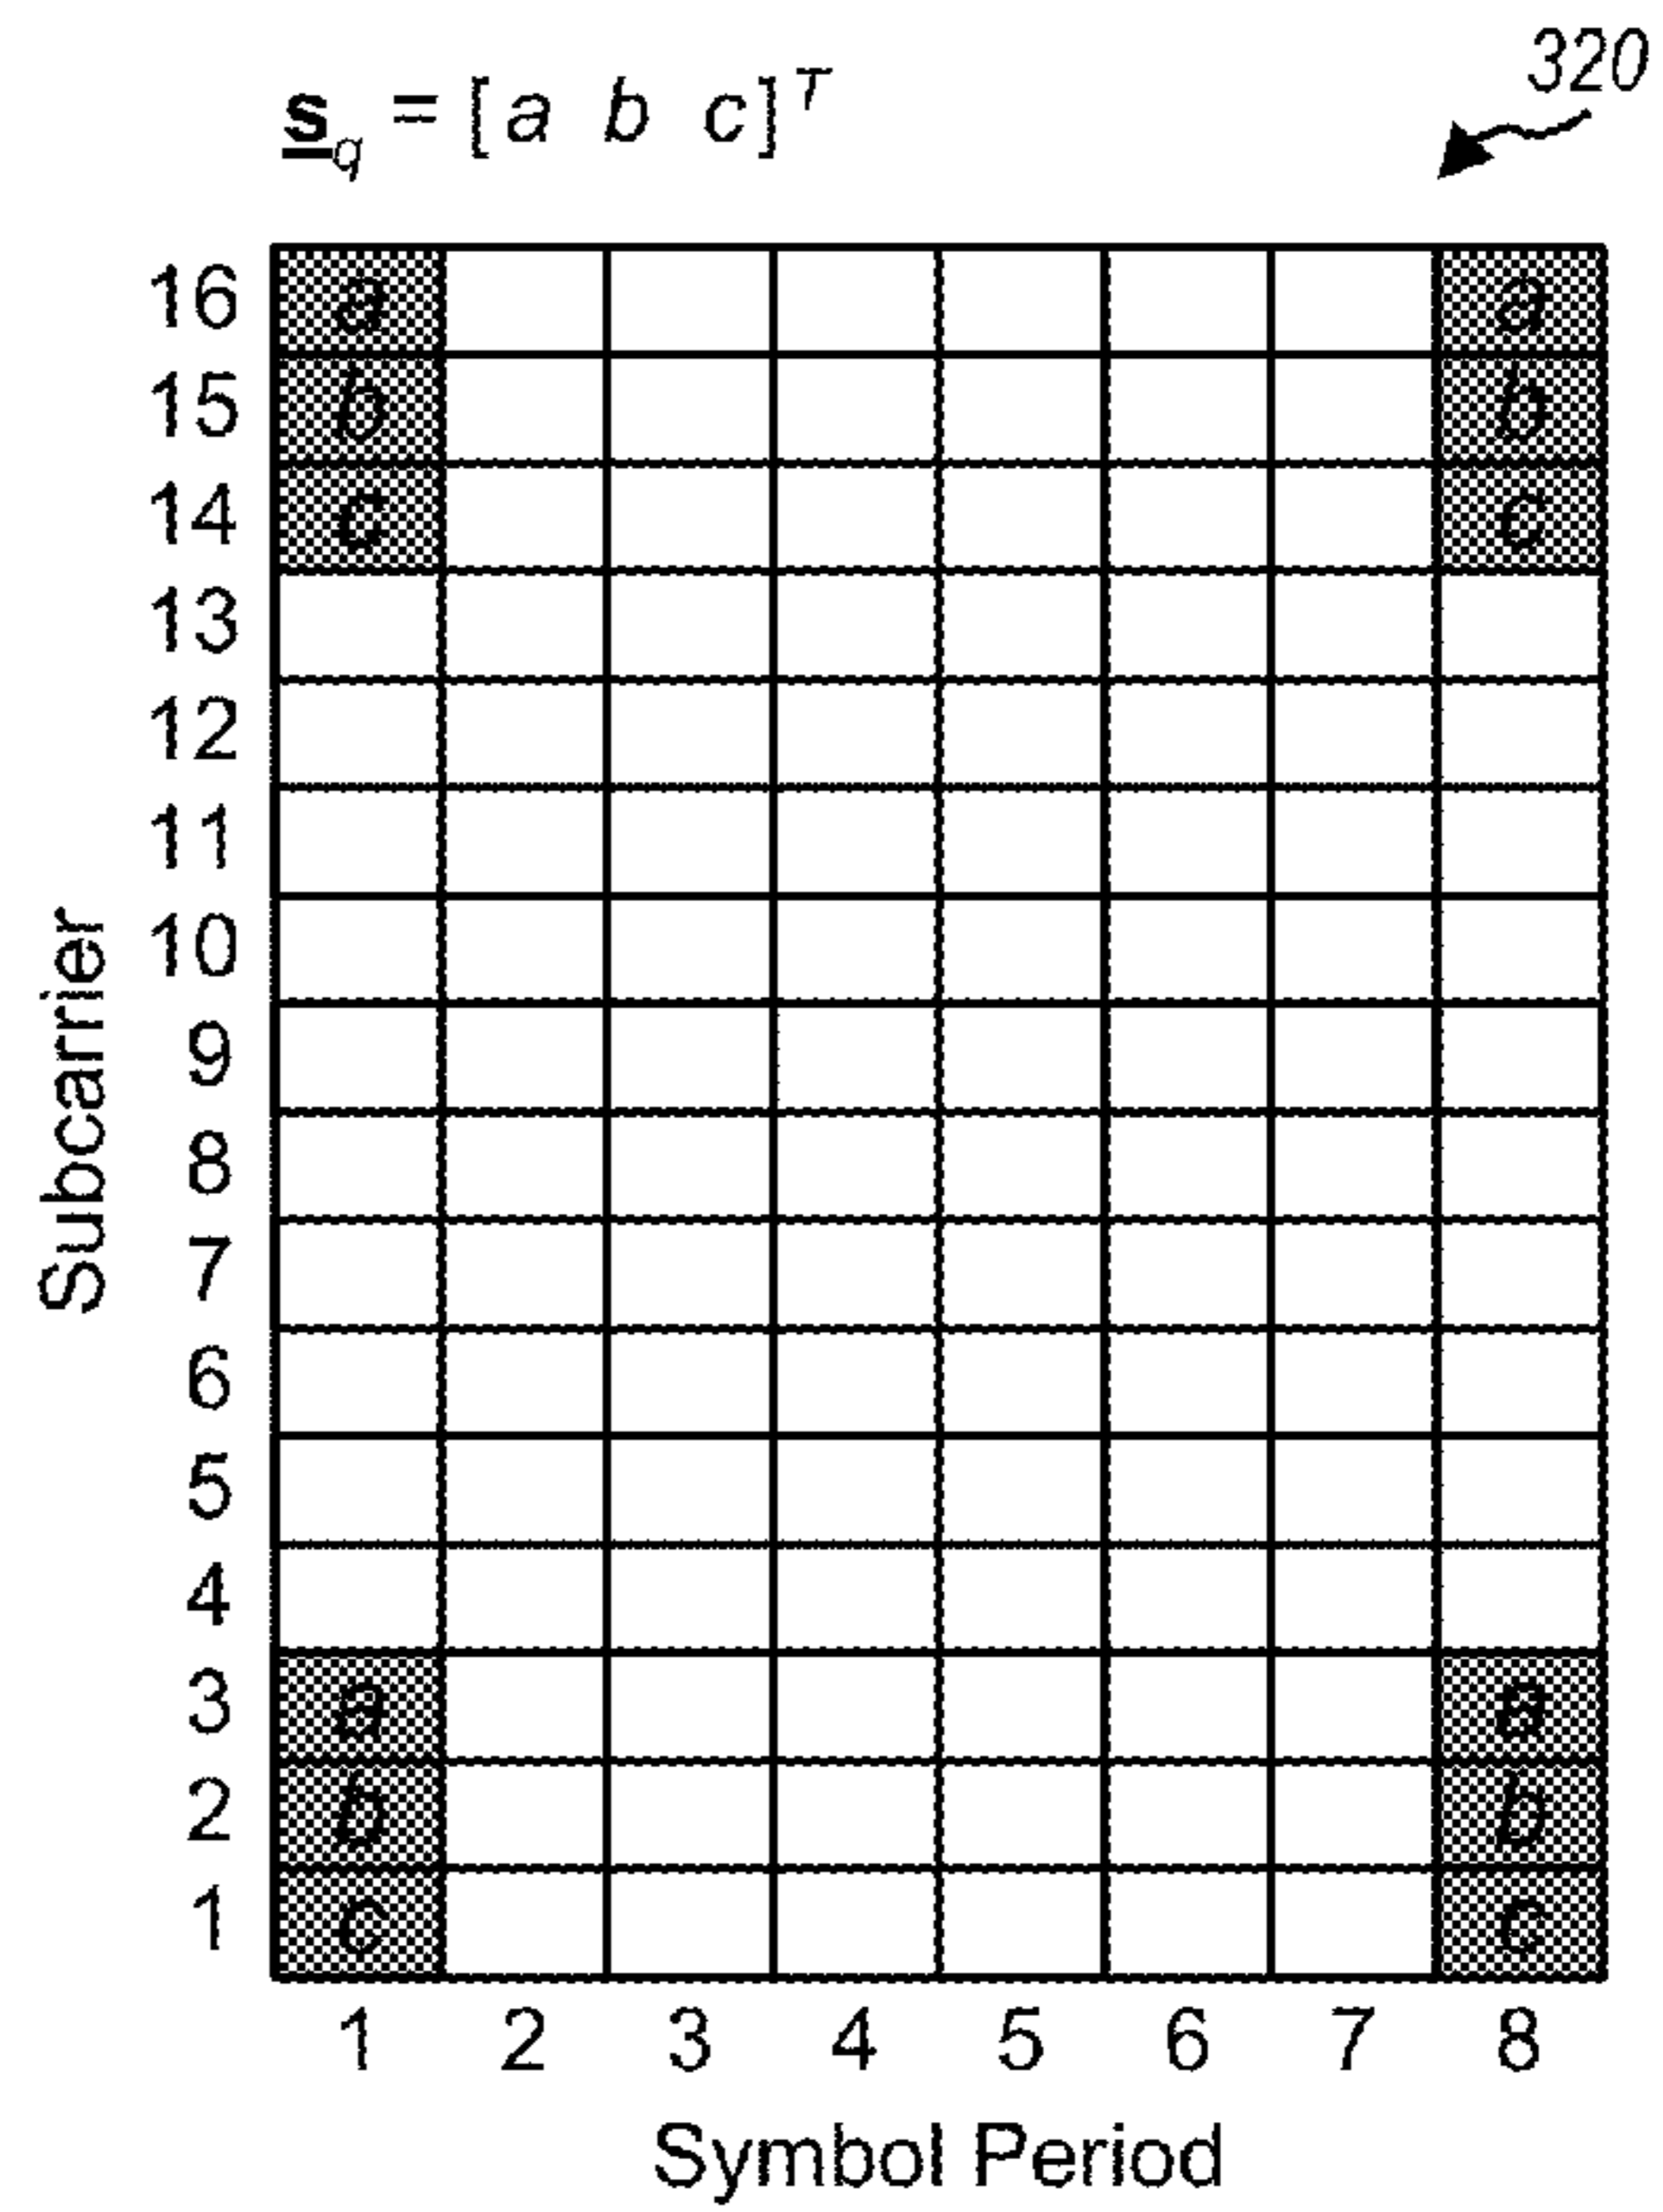 320
s_q = [a b c]^T
16 a a
15 b b
14 c c
13
12
11
10
9
8
7
6
5
4
3 a a
2 b b
1 c c
Subcarrier
1 2 3 4 5 6 7 8
Symbol Period